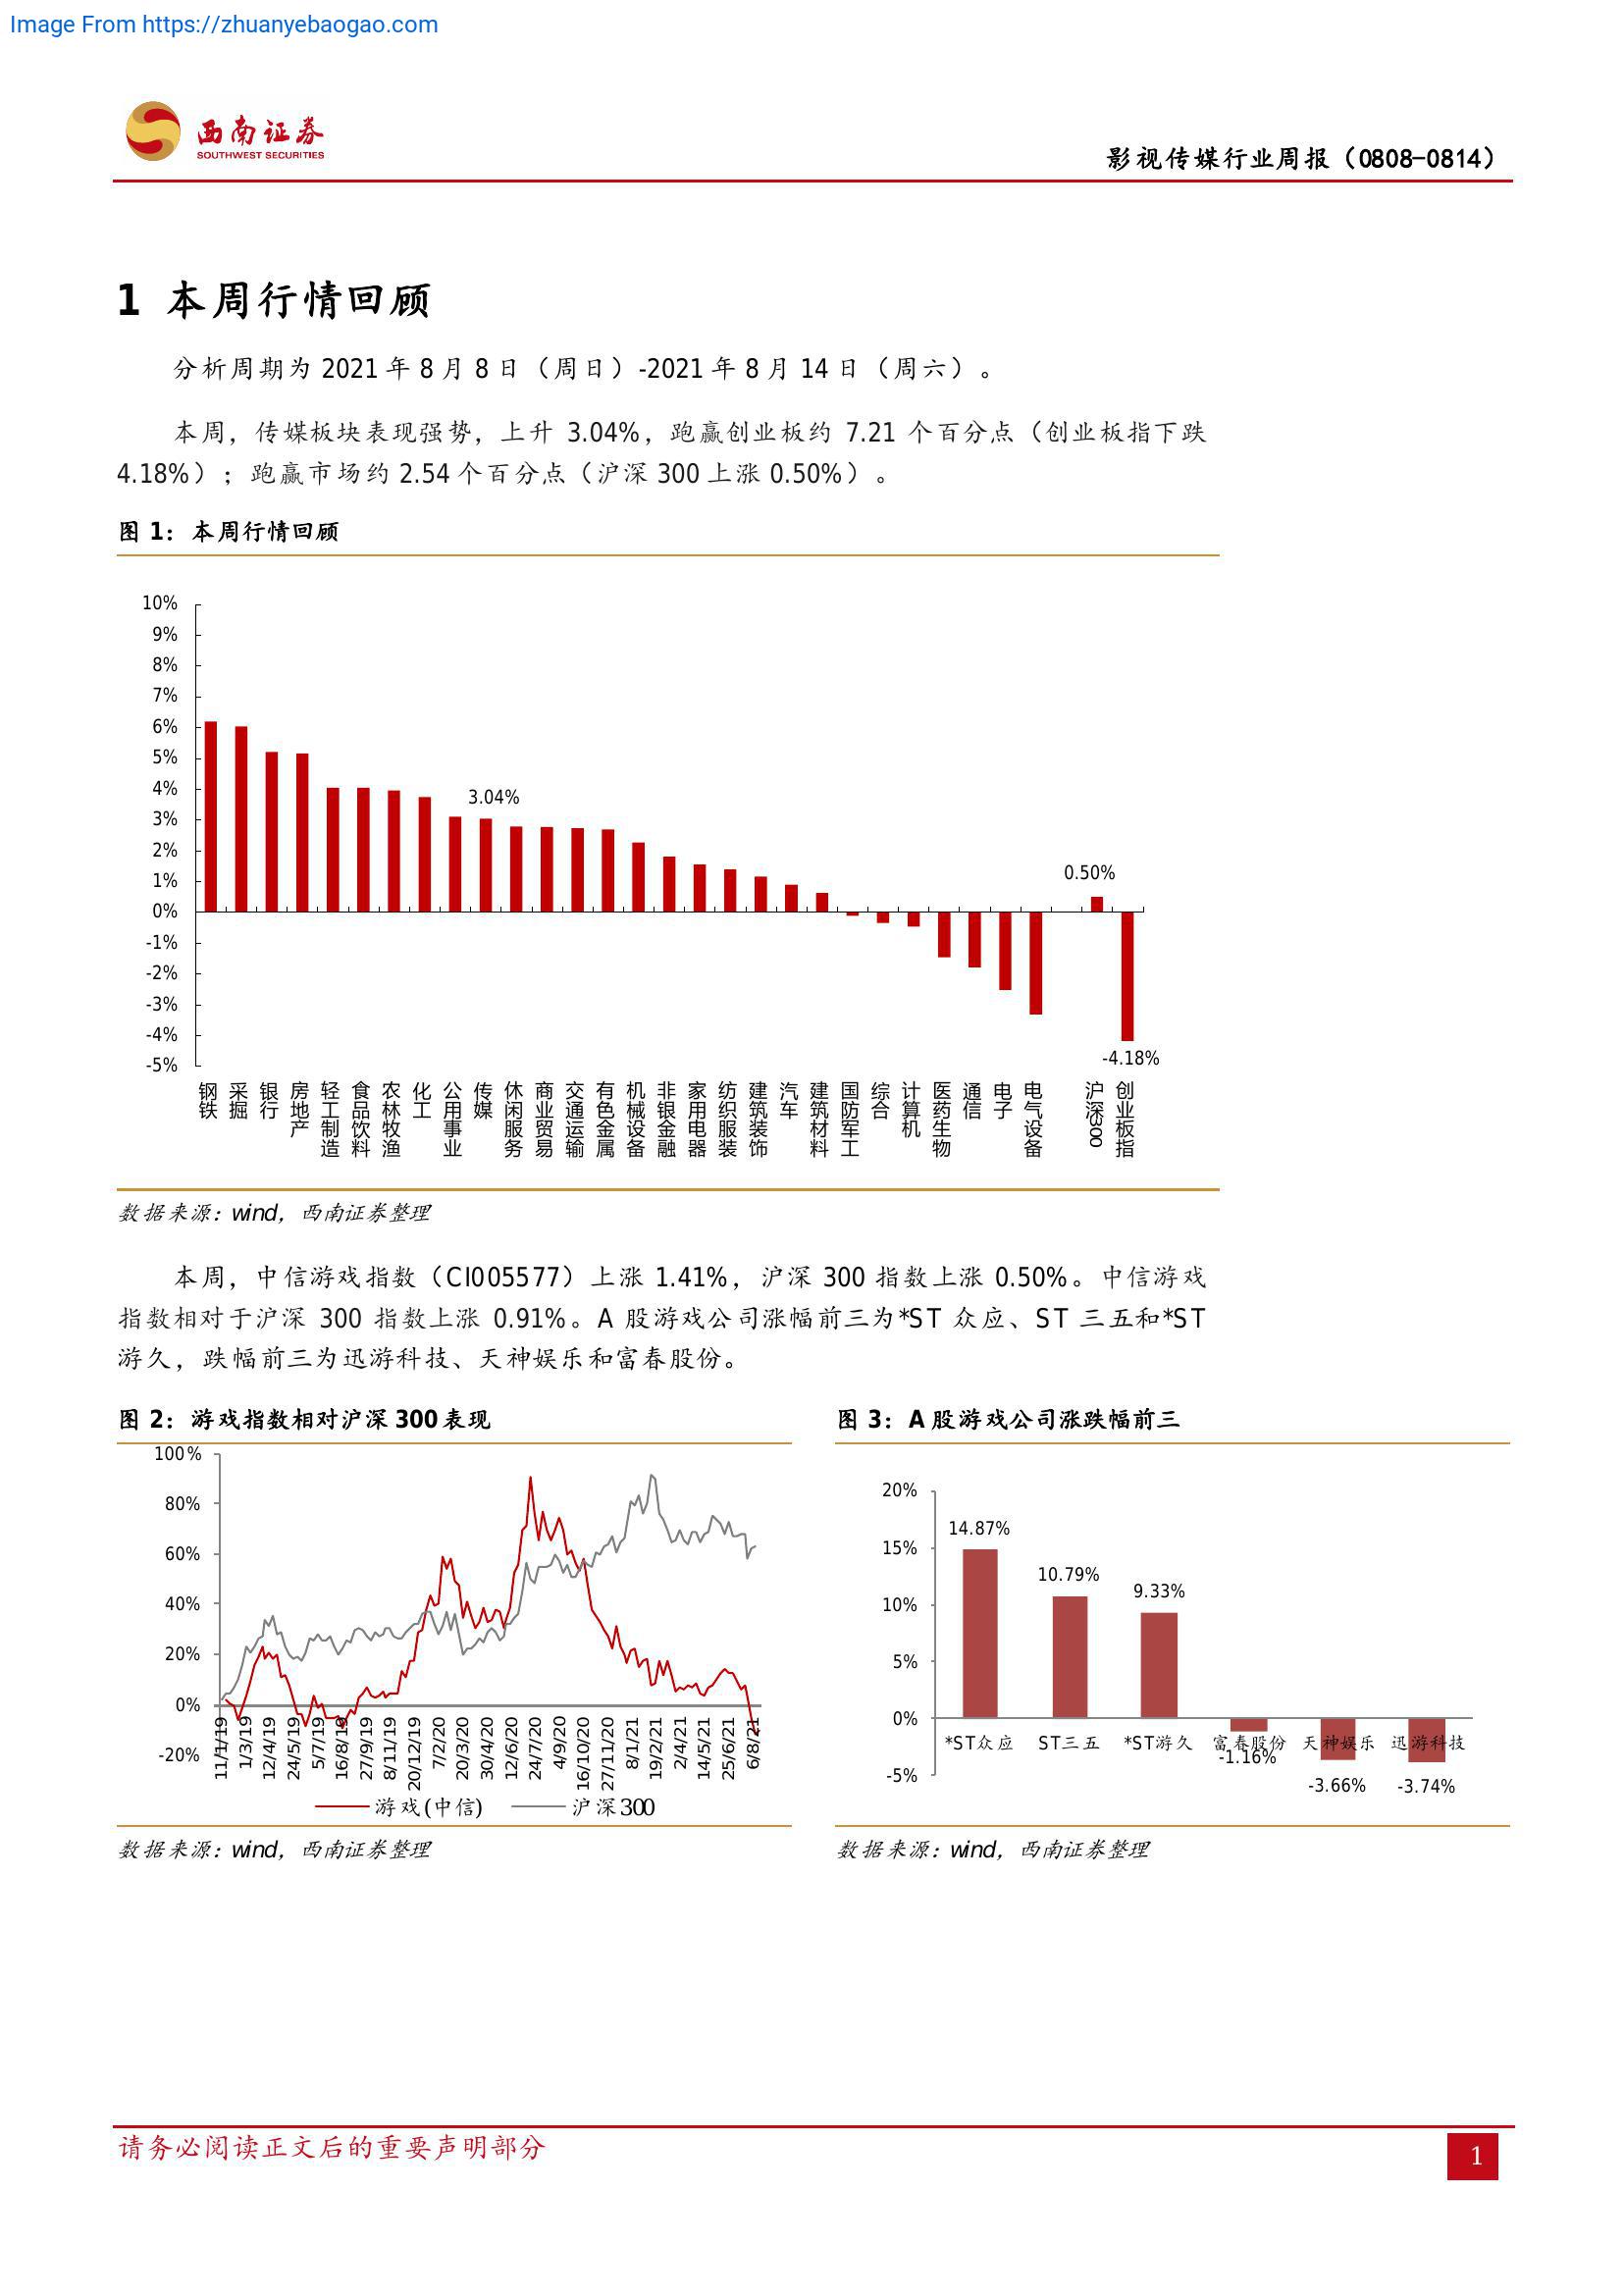 Image From https://zhuanyebaogao.com
西南证券
SOUTHWEST SECURITIES
影视传媒行业周报（0808-0814）
1 本周行情回顾
分析周期为 2021 年 8 月 8 日（周日）-2021 年 8 月 14 日（周六）。
本周，传媒板块表现强势，上升 3.04%，跑赢创业板约 7.21 个百分点（创业板指下跌
4.18%）；跑赢市场约 2.54 个百分点（沪深 300 上涨 0.50%）。
图 1：本周行情回顾
10%
9%
8%
7%
6%
5%
4%
3%
2%
1%
0%
-1%
-2%
-3%
-4%
-5%
3.04%
0.50%
-4.18%
钢铁
采掘
银行
房地产
轻工制造
食品饮料
农林牧渔
化工
公用事业
传媒
休闲服务
商业贸易
交通运输
有色金属
机械设备
非银金融
家用电器
纺织服装
建筑装饰
汽车
建筑材料
国防军工
综合
计算机
医药生物
通信
电子
电气设备
沪深300
创业板指
数据来源：wind，西南证券整理
本周，中信游戏指数（CI005577）上涨 1.41%，沪深 300 指数上涨 0.50%。中信游戏
指数相对于沪深 300 指数上涨 0.91%。A 股游戏公司涨幅前三为*ST 众应、ST 三五和*ST
游久，跌幅前三为迅游科技、天神娱乐和富春股份。
图 2：游戏指数相对沪深 300 表现
100%
80%
60%
40%
20%
0%
-20%
11/1/19
1/3/19
12/4/19
24/5/19
5/7/19
16/8/19
27/9/19
8/11/19
20/12/19
7/2/20
20/3/20
30/4/20
12/6/20
24/7/20
4/9/20
16/10/20
27/11/20
8/1/21
19/2/21
2/4/21
14/5/21
25/6/21
6/8/21
游戏(中信)
沪深300
数据来源：wind，西南证券整理
图 3：A 股游戏公司涨跌幅前三
20%
15%
10%
5%
0%
-5%
14.87%
10.79%
9.33%
*ST众应
ST三五
*ST游久
富春股份
天神娱乐
迅游科技
-1.16%
-3.66%
-3.74%
数据来源：wind，西南证券整理
请务必阅读正文后的重要声明部分
1